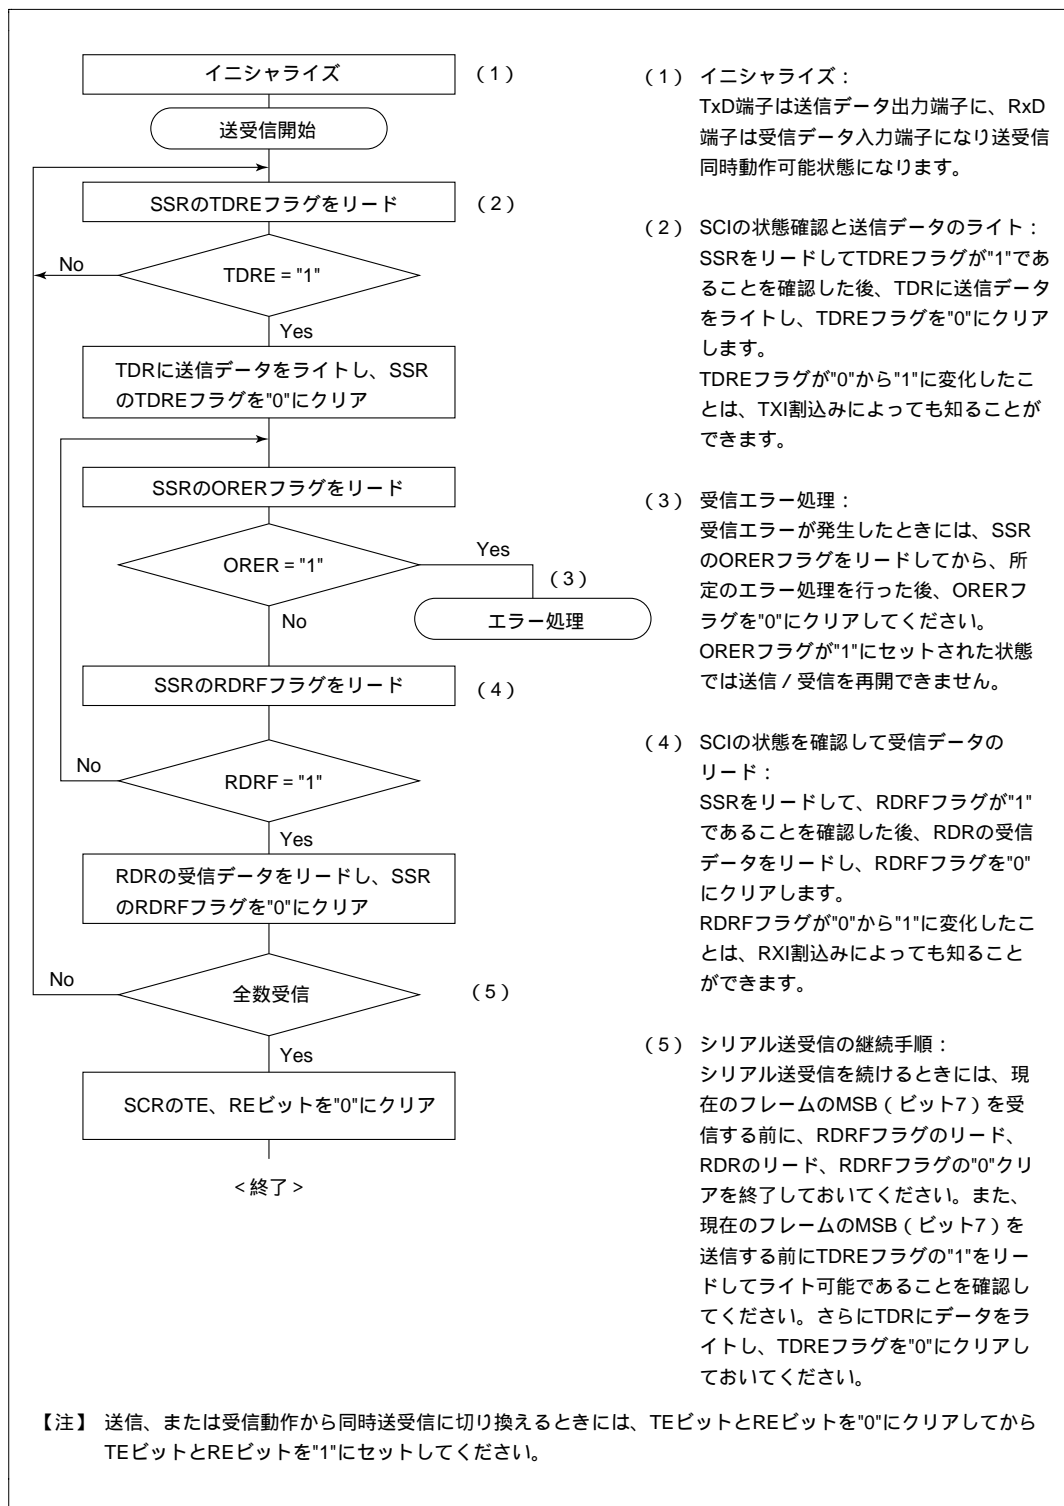 イニシャライズ
（1）
送受信開始
SSRのTDREフラグをリード
（2）
No
TDRE = "1"
Yes
TDRに送信データをライトし、SSR
のTDREフラグを"0"にクリア
SSRのORERフラグをリード
ORER = "1"
Yes
（3）
エラー処理
No
SSRのRDRFフラグをリード
（4）
No
RDRF = "1"
Yes
RDRの受信データをリードし、SSR
のRDRFフラグを"0"にクリア
No
全数受信
（5）
Yes
SCRのTE、REビットを"0"にクリア
＜終了＞
（1） イニシャライズ：
TxD端子は送信データ出力端子に、RxD
端子は受信データ入力端子になり送受信
同時動作可能状態になります。
（2） SCIの状態確認と送信データのライト：
SSRをリードしてTDREフラグが"1"であ
ることを確認した後、TDRに送信データ
をライトし、TDREフラグを"0"にクリア
します。
TDREフラグが"0"から"1"に変化したこ
とは、TXI割込みによっても知ることが
できます。
（3） 受信エラー処理：
受信エラーが発生したときには、SSR
のORERフラグをリードしてから、所
定のエラー処理を行った後、ORERフ
ラグを"0"にクリアしてください。
ORERフラグが"1"にセットされた状態
では送信／受信を再開できません。
（4） SCIの状態を確認して受信データの
リード：
SSRをリードして、RDRFフラグが"1"
であることを確認した後、RDRの受信
データをリードし、RDRFフラグを"0"
にクリアします。
RDRFフラグが"0"から"1"に変化したこ
とは、RXI割込みによっても知ること
ができます。
（5） シリアル送受信の継続手順：
シリアル送受信を続けるときには、現
在のフレームのMSB（ビット7）を受
信する前に、RDRFフラグのリード、
RDRのリード、RDRFフラグの"0"クリ
アを終了しておいてください。また、
現在のフレームのMSB（ビット7）を
送信する前にTDREフラグの"1"をリー
ドしてライト可能であることを確認し
てください。さらにTDRにデータをラ
イトし、TDREフラグを"0"にクリアし
ておいてください。
【注】 送信、または受信動作から同時送受信に切り換えるときには、TEビットとREビットを"0"にクリアしてから
TEビットとREビットを"1"にセットしてください。